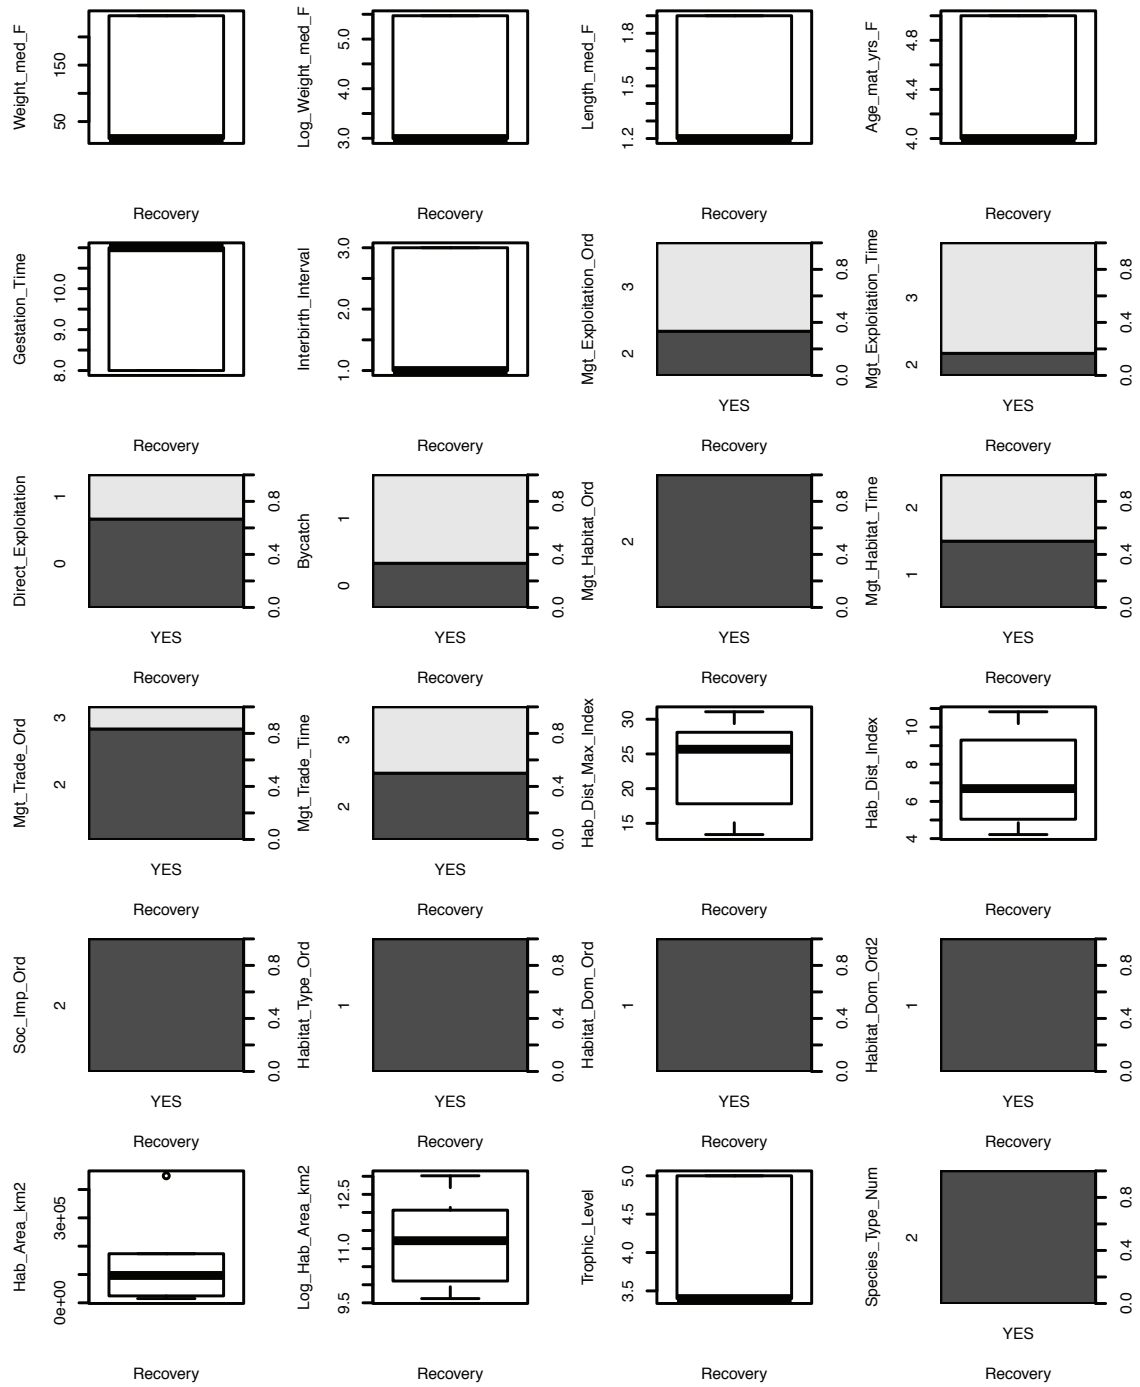 Weight_med_F
50
150
Log_Weight_med_F
3.0
4.0
5.0
Length_med_F
1.2
1.5
1.8
Age_mat_yrs_F
4.0
4.4
4.8
Recovery
Recovery
Recovery
Recovery
Gestation_Time
8.0
9.0
10.0
Interbirth_Interval
1.0
2.0
3.0
Mgt_Exploitation_Ord
2
3
0.0
0.4
0.8
YES
Mgt_Exploitation_Time
2
3
0.0
0.4
0.8
YES
Recovery
Recovery
Recovery
Recovery
Direct_Exploitation
0
1
0.0
0.4
0.8
YES
Bycatch
0
1
0.0
0.4
0.8
YES
Mgt_Habitat_Ord
2
0.0
0.4
0.8
YES
Mgt_Habitat_Time
1
2
0.0
0.4
0.8
YES
Recovery
Recovery
Recovery
Recovery
Mgt_Trade_Ord
2
3
0.0
0.4
0.8
YES
Mgt_Trade_Time
2
3
0.0
0.4
0.8
YES
Hab_Dist_Max_Index
15
20
25
30
Hab_Dist_Index
4
6
8
10
Recovery
Recovery
Recovery
Recovery
Soc_Imp_Ord
2
0.0
0.4
0.8
YES
Habitat_Type_Ord
1
0.0
0.4
0.8
YES
Habitat_Dom_Ord
1
0.0
0.4
0.8
YES
Habitat_Dom_Ord2
1
0.0
0.4
0.8
YES
Recovery
Recovery
Recovery
Recovery
Hab_Area_km2
0e+00
3e+05
Log_Hab_Area_km2
9.5
11.0
12.5
Trophic_Level
3.5
4.0
4.5
5.0
Species_Type_Num
2
0.0
0.4
0.8
YES
Recovery
Recovery
Recovery
Recovery